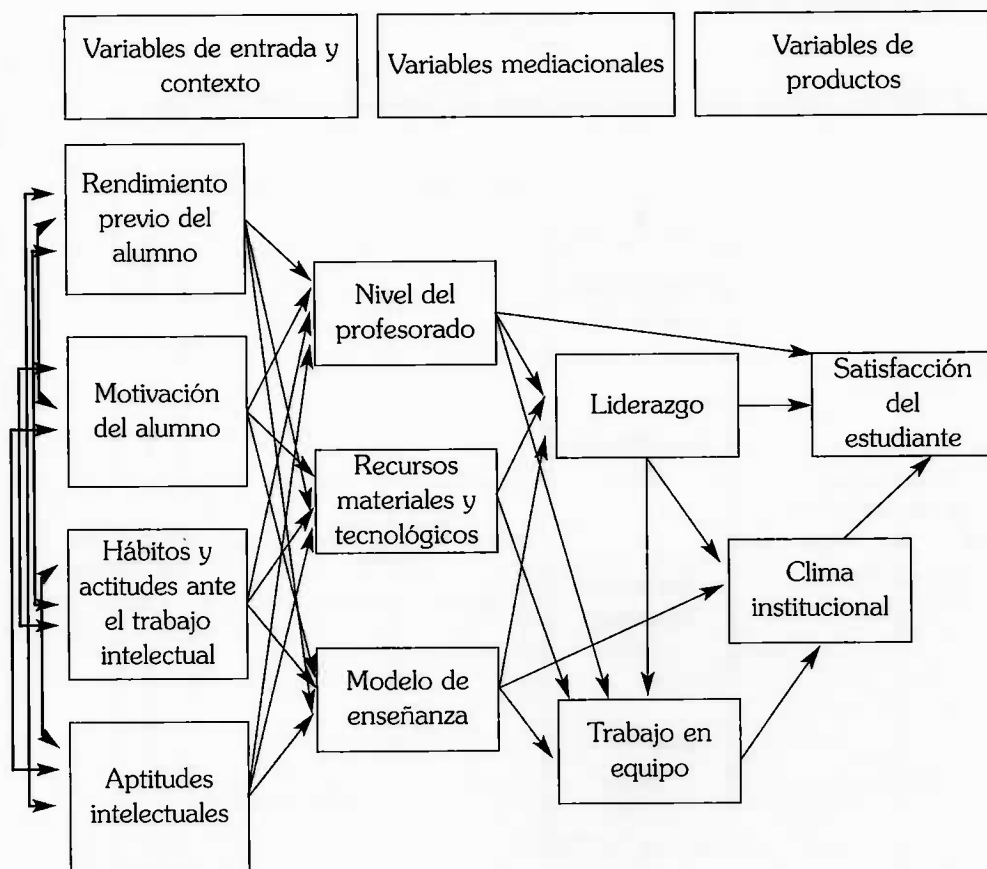 Variables de entrada y
contexto
Variables mediacionales
Variables de
productos
Rendimiento
previo del
alumno
Motivación
del alumno
Hábitos y
actitudes ante
el trabajo
intelectual
Aptitudes
intelectuales
Nivel del
profesorado
Recursos
materiales y
tecnológicos
Modelo de
enseñanza
Liderazgo
Trabajo en
equipo
Clima
institucional
Satisfacción
del
estudiante